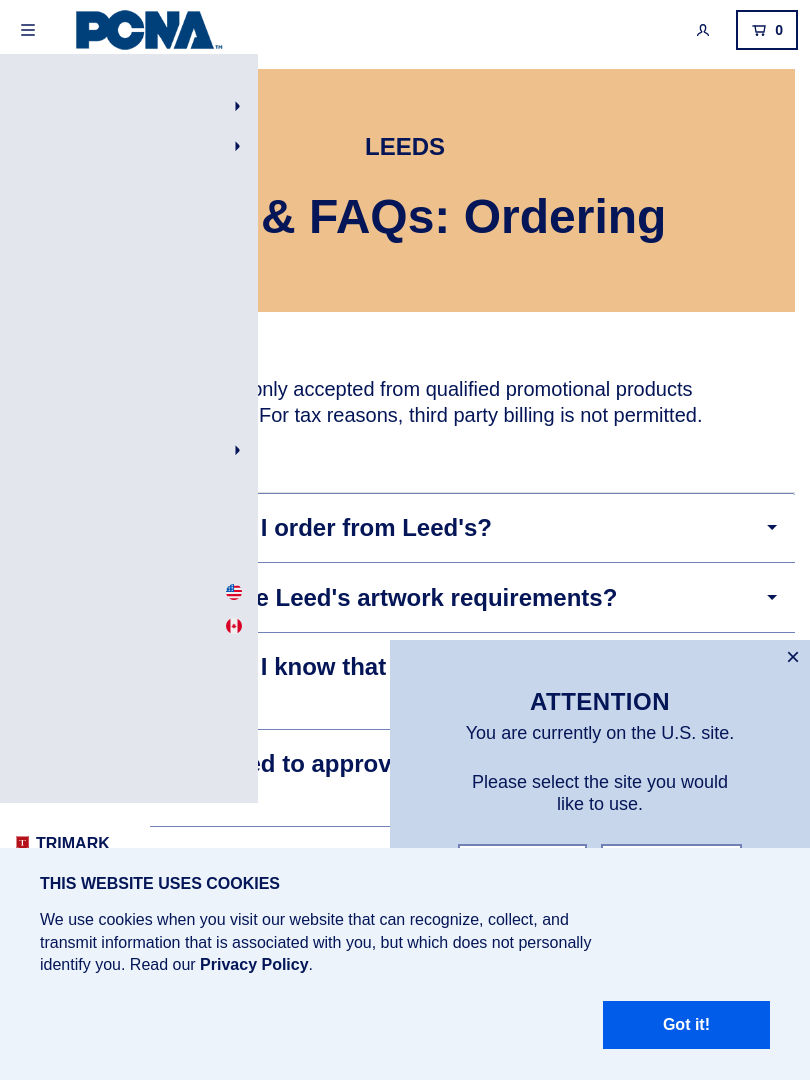 PCNA™
0
LEEDS
& FAQs: Ordering
only accepted from qualified promotional products
For tax reasons, third party billing is not permitted.
I order from Leed's?
Leed's artwork requirements?
I know that
to approv
×
ATTENTION
You are currently on the U.S. site.
Please select the site you would
like to use.
T TRIMARK
THIS WEBSITE USES COOKIES
We use cookies when you visit our website that can recognize, collect, and
transmit information that is associated with you, but which does not personally
identify you. Read our Privacy Policy.
Got it!